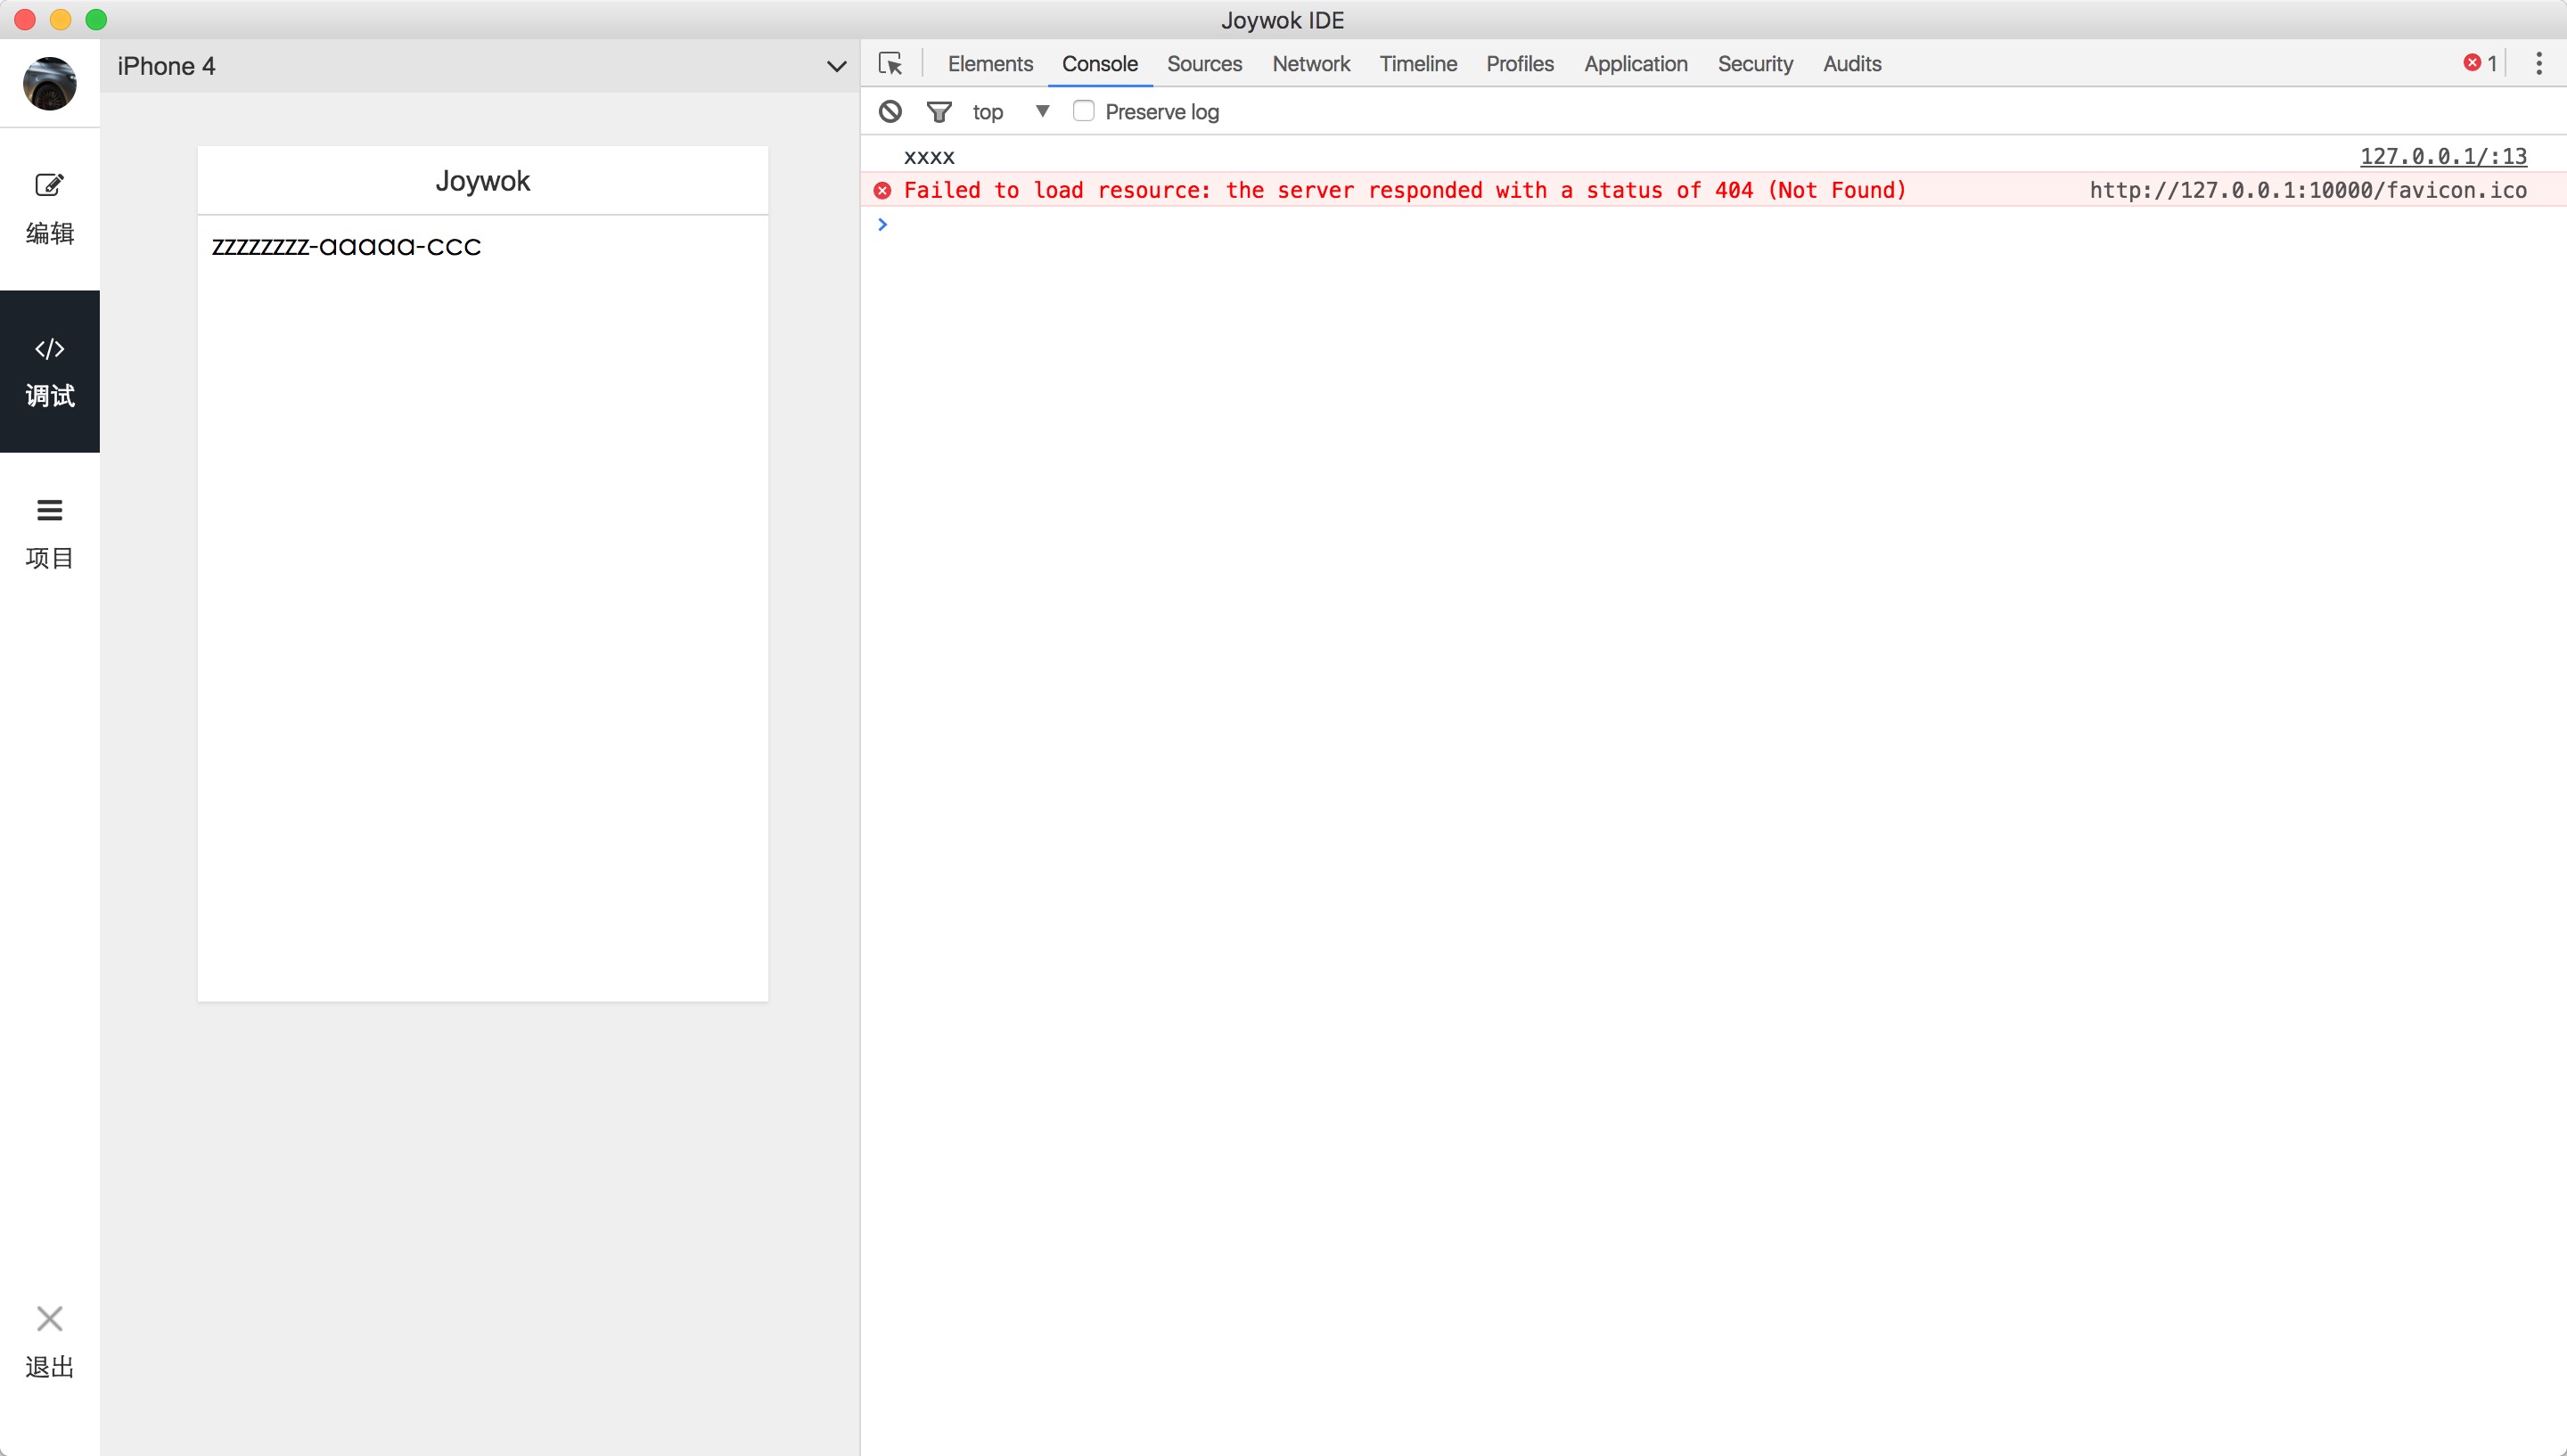 Joywok IDE
iPhone 4
编辑
调试
项目
退出
Joywok
zzzzzzzz-aaaaa-ccc
Elements Console Sources Network Timeline Profiles Application Security Audits 1
top Preserve log
xxxx 127.0.0.1/:13
Failed to load resource: the server responded with a status of 404 (Not Found) http://127.0.0.1:10000/favicon.ico